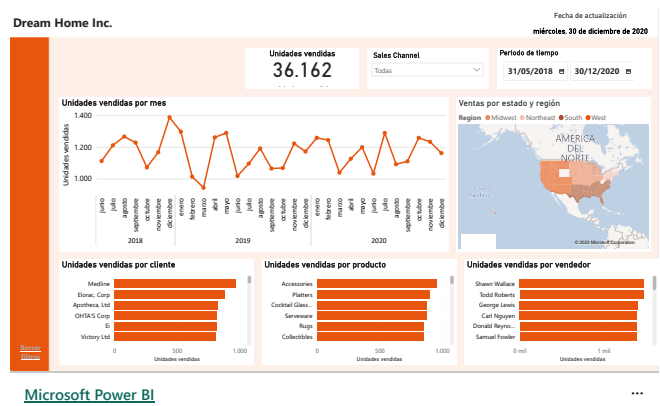 Dream Home Inc.
Fecha de actualización
miércoles, 30 de diciembre de 2020
Unidades vendidas
36.162
Sales Channel
Todas
Periodo de tiempo
31/05/2018
30/12/2020
Unidades vendidas por mes
1.400
1.200
1.000
Unidades vendidas
junio
julio
agosto
septiembre
octubre
noviembre
diciembre
enero
febrero
marzo
abril
mayo
junio
julio
agosto
septiembre
octubre
noviembre
diciembre
enero
febrero
marzo
abril
mayo
junio
julio
agosto
septiembre
octubre
noviembre
diciembre
2018
2019
2020
Ventas por estado y región
Region Midwest Northeast South West
AMÉRICA
DEL
NORTE
© 2022 Microsoft Corporation
Unidades vendidas por cliente
Medline
Elorac, Corp
Apotheca, Ltd
OHTA'S Corp
Ei
Victory Ltd
0 500 1.000
Unidades vendidas
Unidades vendidas por producto
Accessories
Platters
Cocktail Glass...
Serveware
Rugs
Collectibles
0 500 1.000
Unidades vendidas
Unidades vendidas por vendedor
Shawn Wallace
Todd Roberts
George Lewis
Carl Nguyen
Donald Reyno...
Samuel Fowler
0 mil 1 mil
Unidades vendidas
Borrar
filtros
Microsoft Power BI